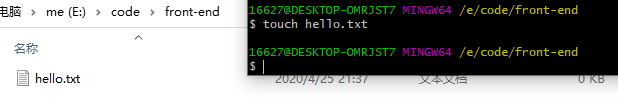 电脑 > me (E:) > code > front-end
名称
hello.txt
16627@DESKTOP-OMRJST7 MINGW64 /e/code/front-end
$ touch hello.txt
16627@DESKTOP-OMRJST7 MINGW64 /e/code/front-end
$
2020/4/25 21:37 文本文档 0 KB